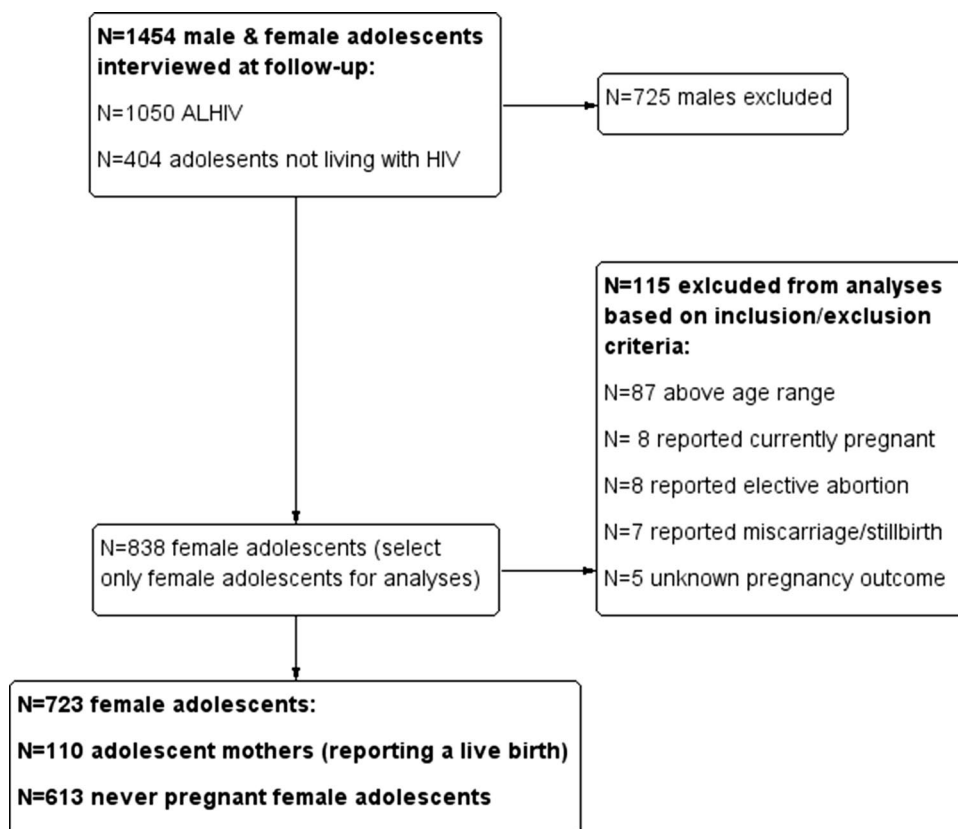 N=1454 male & female adolescents
interviewed at follow-up:
N=1050 ALHIV
N=404 adolesents not living with HIV
N=725 males excluded
N=115 exlcuded from analyses
based on inclusion/exclusion
criteria:
N=87 above age range
N= 8 reported currently pregnant
N=8 reported elective abortion
N=7 reported miscarriage/stillbirth
N=5 unknown pregnancy outcome
N=838 female adolescents (select
only female adolescents for analyses)
N=723 female adolescents:
N=110 adolescent mothers (reporting a live birth)
N=613 never pregnant female adolescents